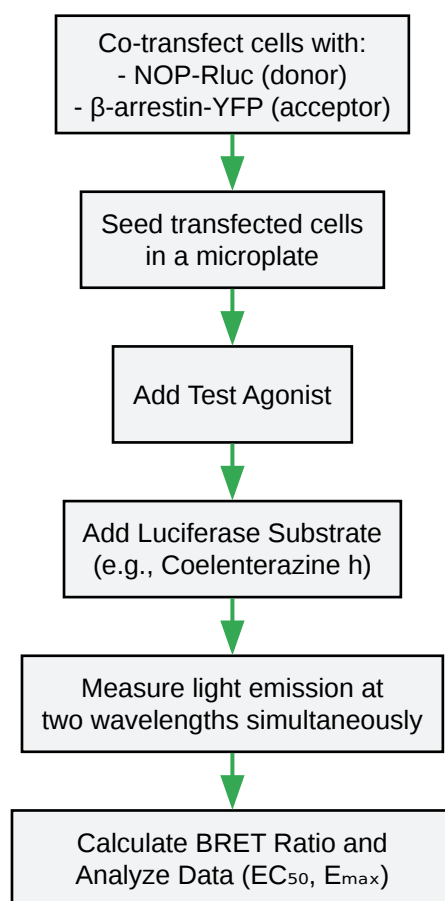 Co-transfect cells with:
- NOP-Rluc (donor)
- β-arrestin-YFP (acceptor)
Seed transfected cells
in a microplate
Add Test Agonist
Add Luciferase Substrate
(e.g., Coelenterazine h)
Measure light emission at
two wavelengths simultaneously
Calculate BRET Ratio and
Analyze Data (EC₅₀, Eₘₐₓ)